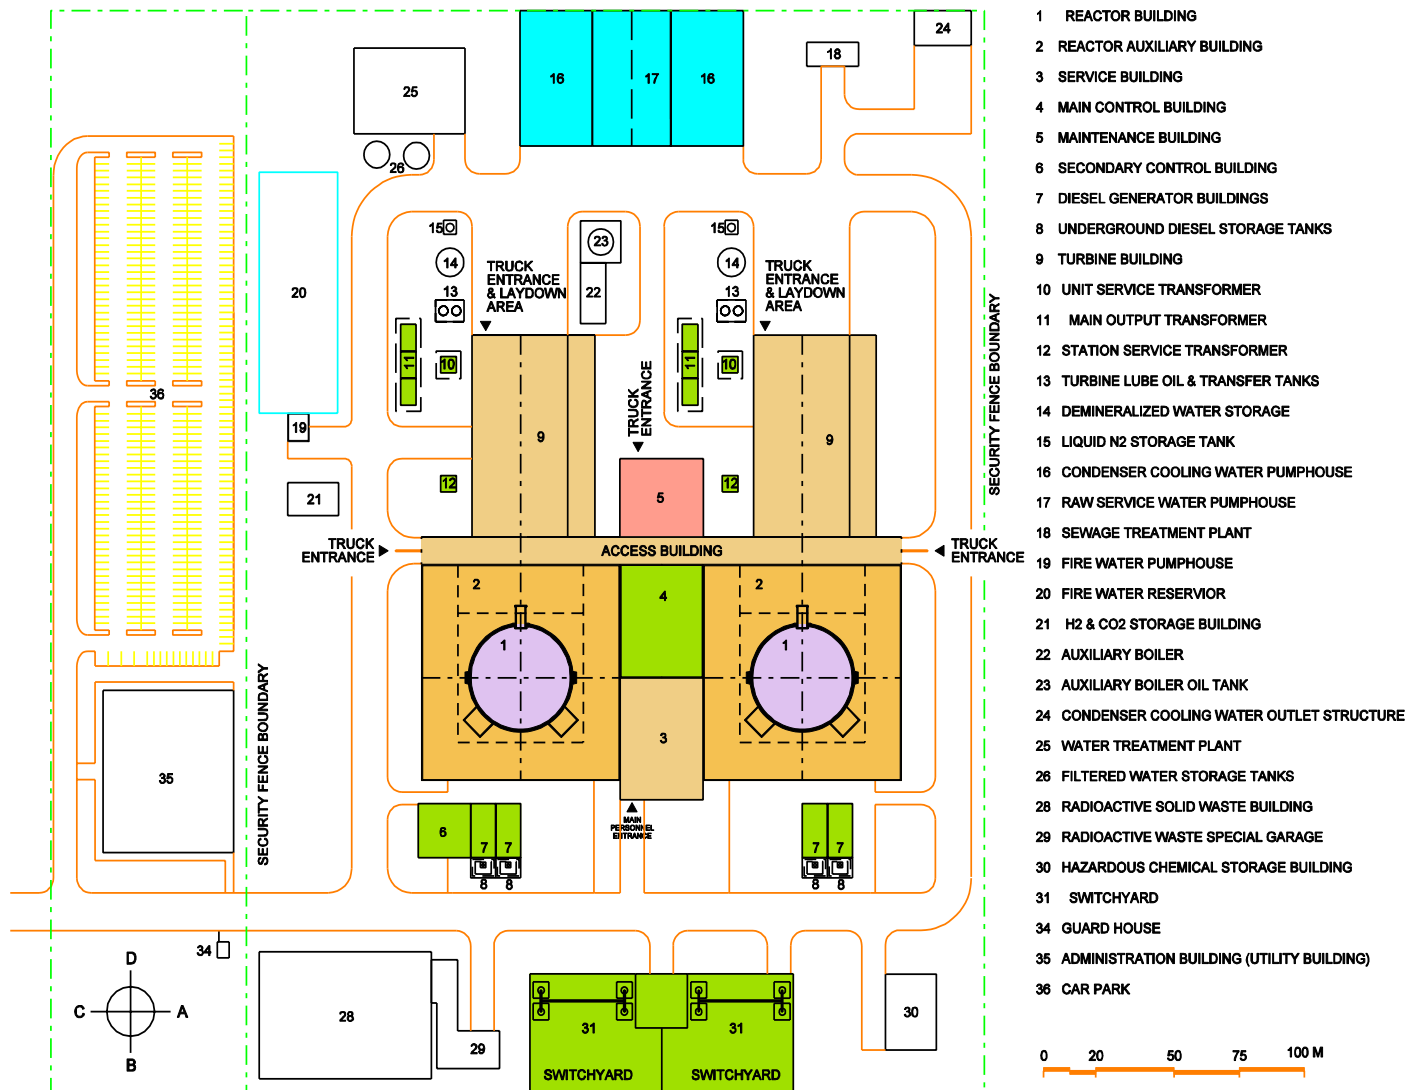 24
18
16
17
16
25
26
15
15
23
14
14
TRUCK
ENTRANCE
& LAYDOWN
AREA
TRUCK
ENTRANCE
& LAYDOWN
AREA
20
13
22
13
11
10
11
10
36
TRUCK
ENTRANCE
19
9
9
SECURITY FENCE BOUNDARY
12
5
12
21
TRUCK
ENTRANCE
ACCESS BUILDING
TRUCK
ENTRANCE
2
4
2
1
1
3
SECURITY FENCE BOUNDARY
35
MAIN
PERSONNEL
ENTRANCE
6
7
7
7
7
8
8
8
8
34
D
C
A
B
28
29
31
31
30
SWITCHYARD
SWITCHYARD
1 REACTOR BUILDING
2 REACTOR AUXILIARY BUILDING
3 SERVICE BUILDING
4 MAIN CONTROL BUILDING
5 MAINTENANCE BUILDING
6 SECONDARY CONTROL BUILDING
7 DIESEL GENERATOR BUILDINGS
8 UNDERGROUND DIESEL STORAGE TANKS
9 TURBINE BUILDING
10 UNIT SERVICE TRANSFORMER
11 MAIN OUTPUT TRANSFORMER
12 STATION SERVICE TRANSFORMER
13 TURBINE LUBE OIL & TRANSFER TANKS
14 DEMINERALIZED WATER STORAGE
15 LIQUID N2 STORAGE TANK
16 CONDENSER COOLING WATER PUMPHOUSE
17 RAW SERVICE WATER PUMPHOUSE
18 SEWAGE TREATMENT PLANT
19 FIRE WATER PUMPHOUSE
20 FIRE WATER RESERVIOR
21 H2 & CO2 STORAGE BUILDING
22 AUXILIARY BOILER
23 AUXILIARY BOILER OIL TANK
24 CONDENSER COOLING WATER OUTLET STRUCTURE
25 WATER TREATMENT PLANT
26 FILTERED WATER STORAGE TANKS
28 RADIOACTIVE SOLID WASTE BUILDING
29 RADIOACTIVE WASTE SPECIAL GARAGE
30 HAZARDOUS CHEMICAL STORAGE BUILDING
31 SWITCHYARD
34 GUARD HOUSE
35 ADMINISTRATION BUILDING (UTILITY BUILDING)
36 CAR PARK
0 20 50 75 100 M